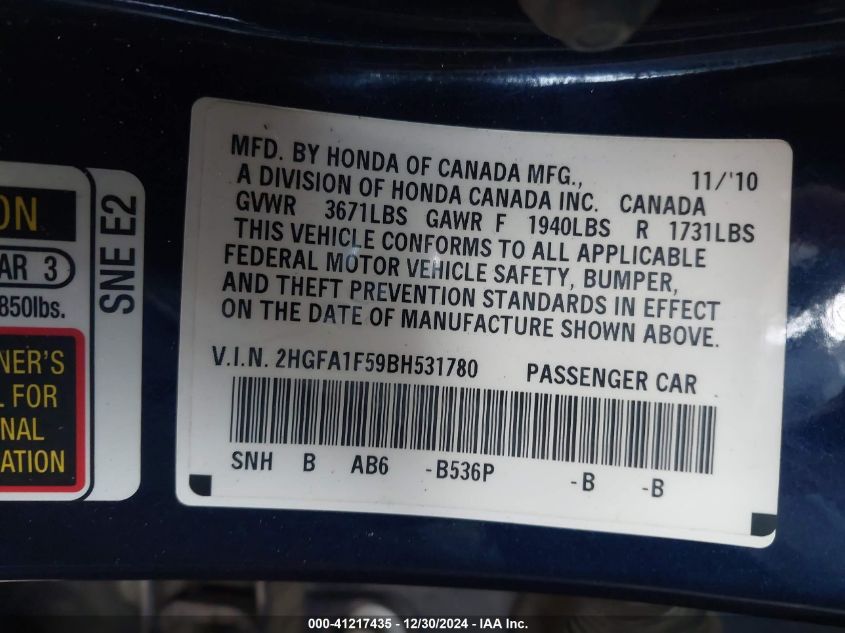 ON
AR 3
850lbs.
NER'S
L FOR
NAL
ATION
SNE E2
MFD. BY HONDA OF CANADA MFG., 11/'10
A DIVISION OF HONDA CANADA INC. CANADA
GVWR 3671LBS GAWR F 1940LBS R 1731LBS
THIS VEHICLE CONFORMS TO ALL APPLICABLE
FEDERAL MOTOR VEHICLE SAFETY, BUMPER,
AND THEFT PREVENTION STANDARDS IN EFFECT
ON THE DATE OF MANUFACTURE SHOWN ABOVE.
V.I.N. 2HGFA1F59BH531780 PASSENGER CAR
SNH B AB6 -B536P -B -B
000-41217435 - 12/30/2024 - IAA Inc.